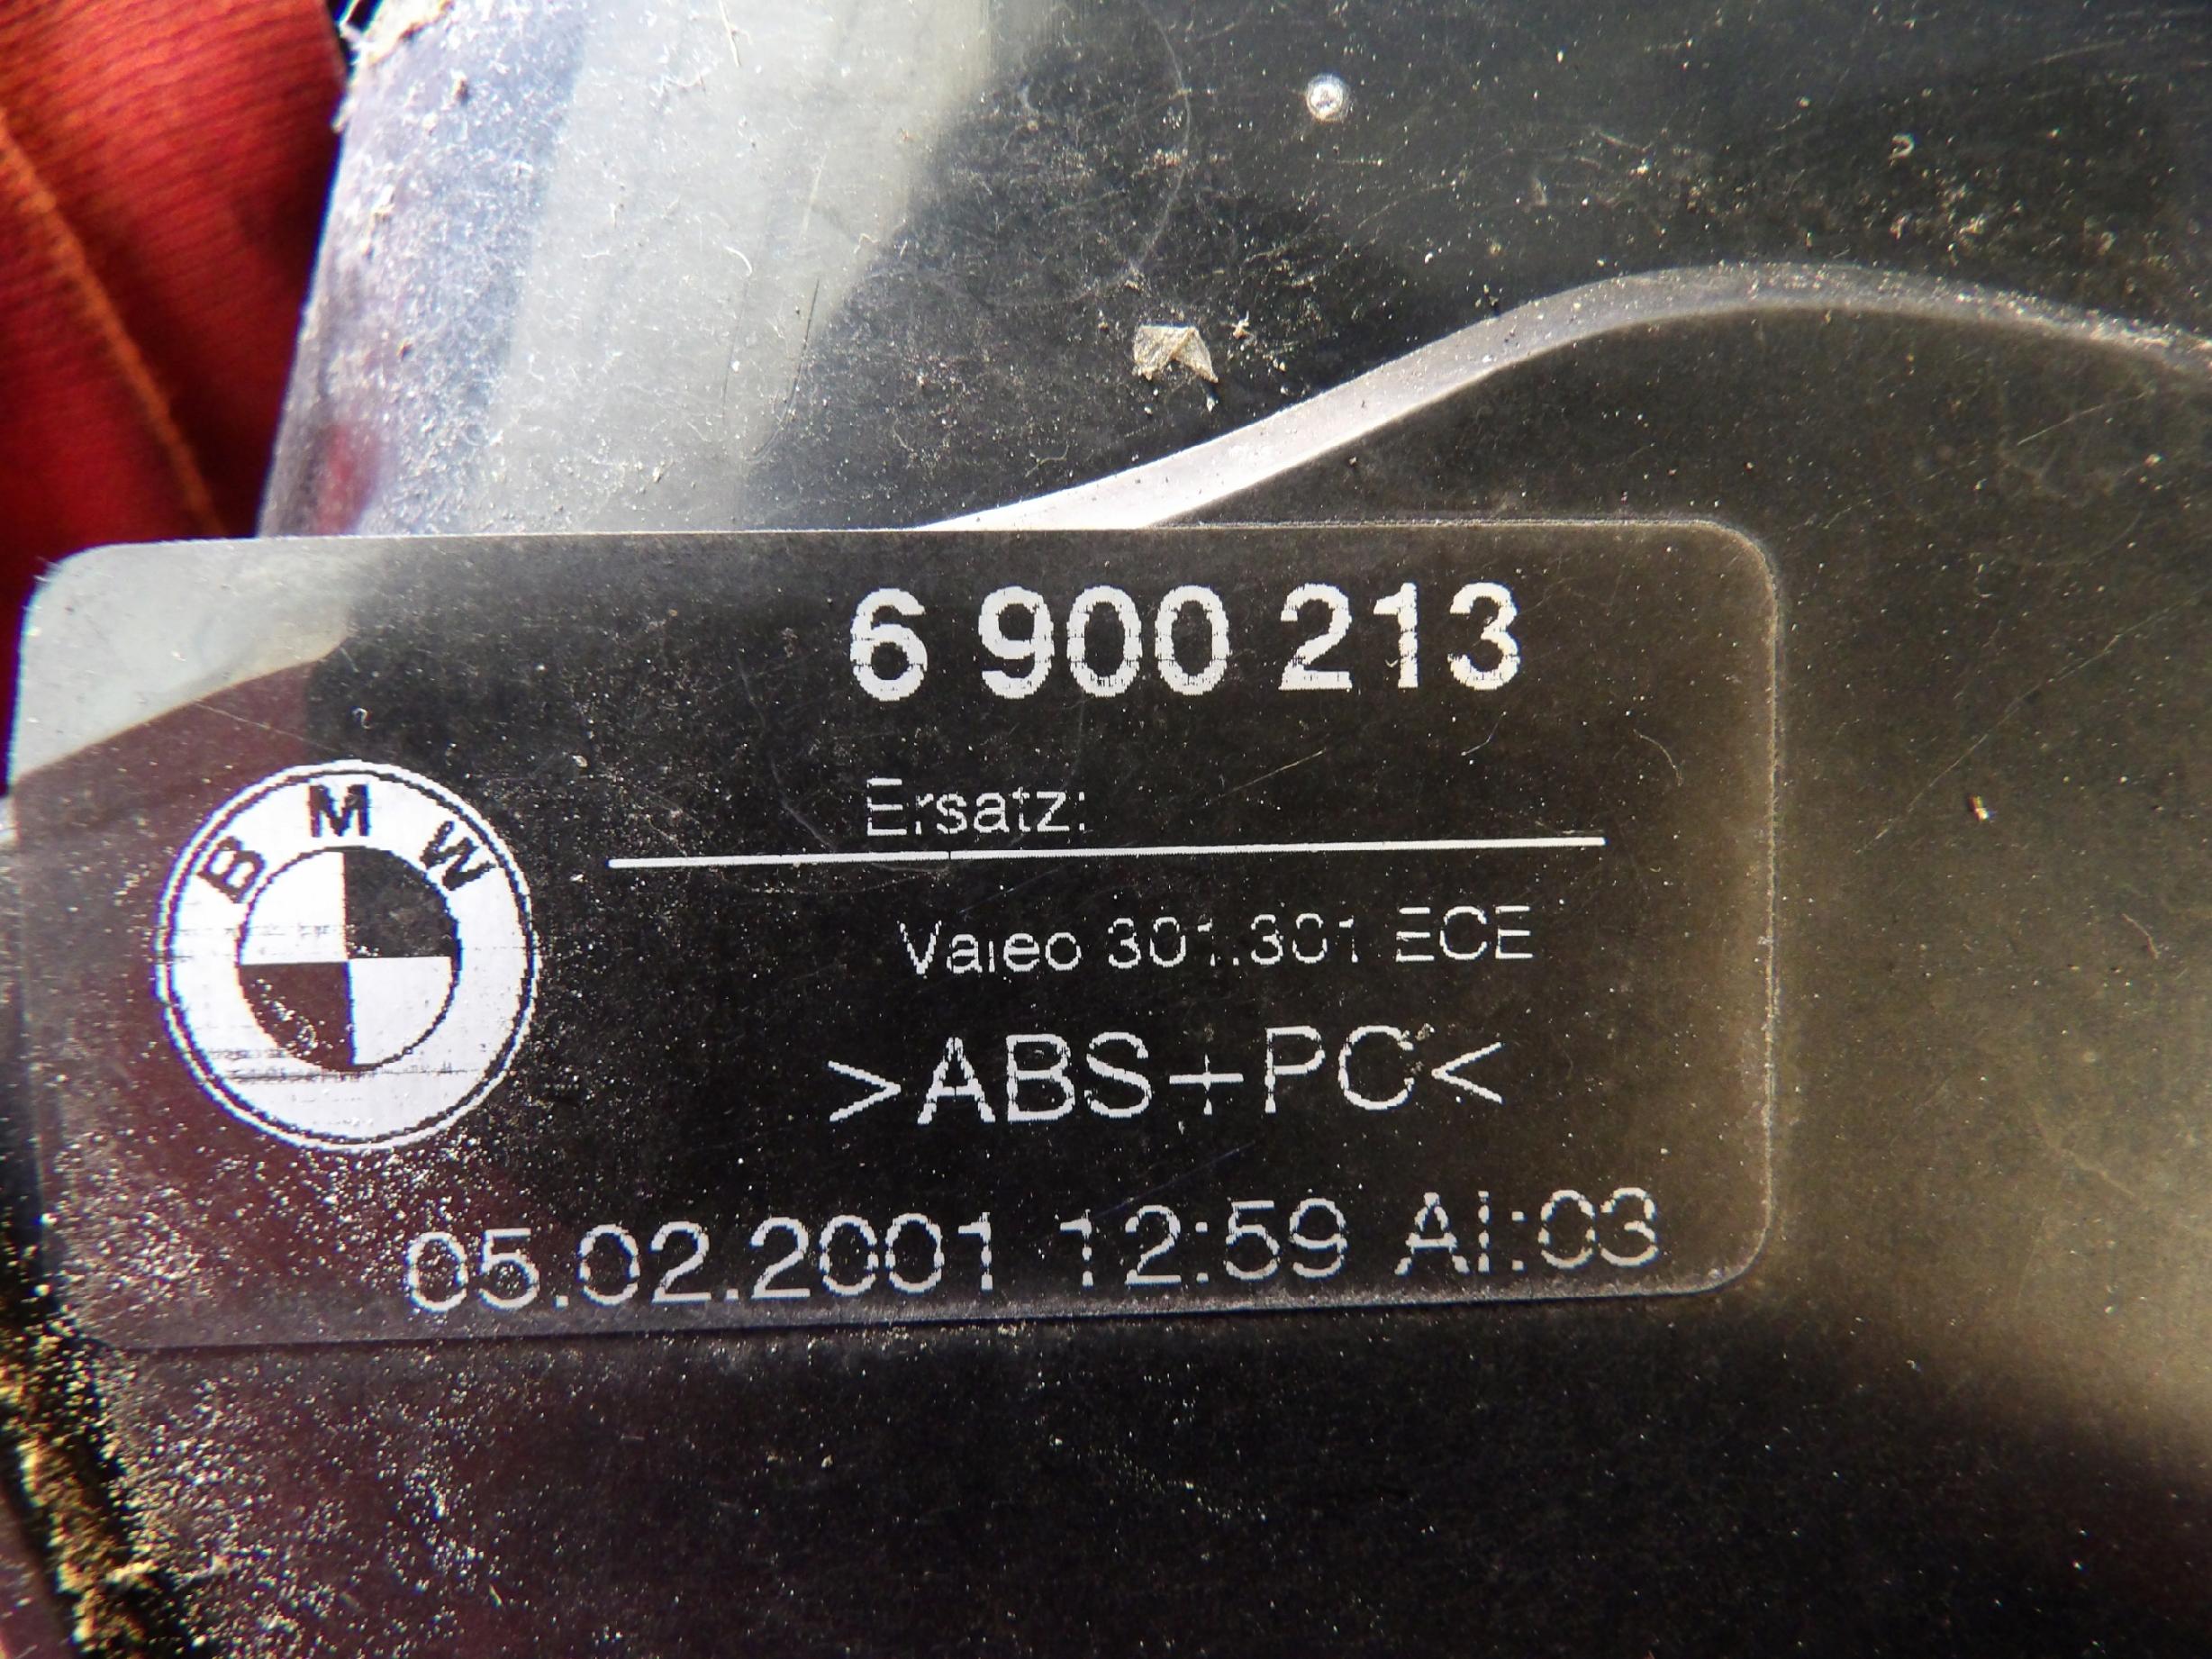 6 900 213
Ersatz:
BMW
Valeo 301.301 ECE
>ABS+PC<
05.02.2001 12:59 AI:03